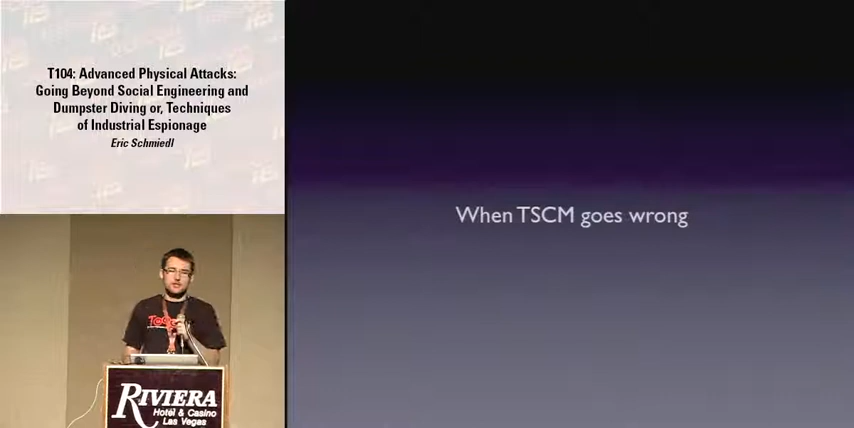 T104: Advanced Physical Attacks:
Going Beyond Social Engineering and
Dumpster Diving or, Techniques
of Industrial Espionage
Eric Schmiedl
When TSCM goes wrong
RIVIERA
Hotel & Casino
Las Vegas